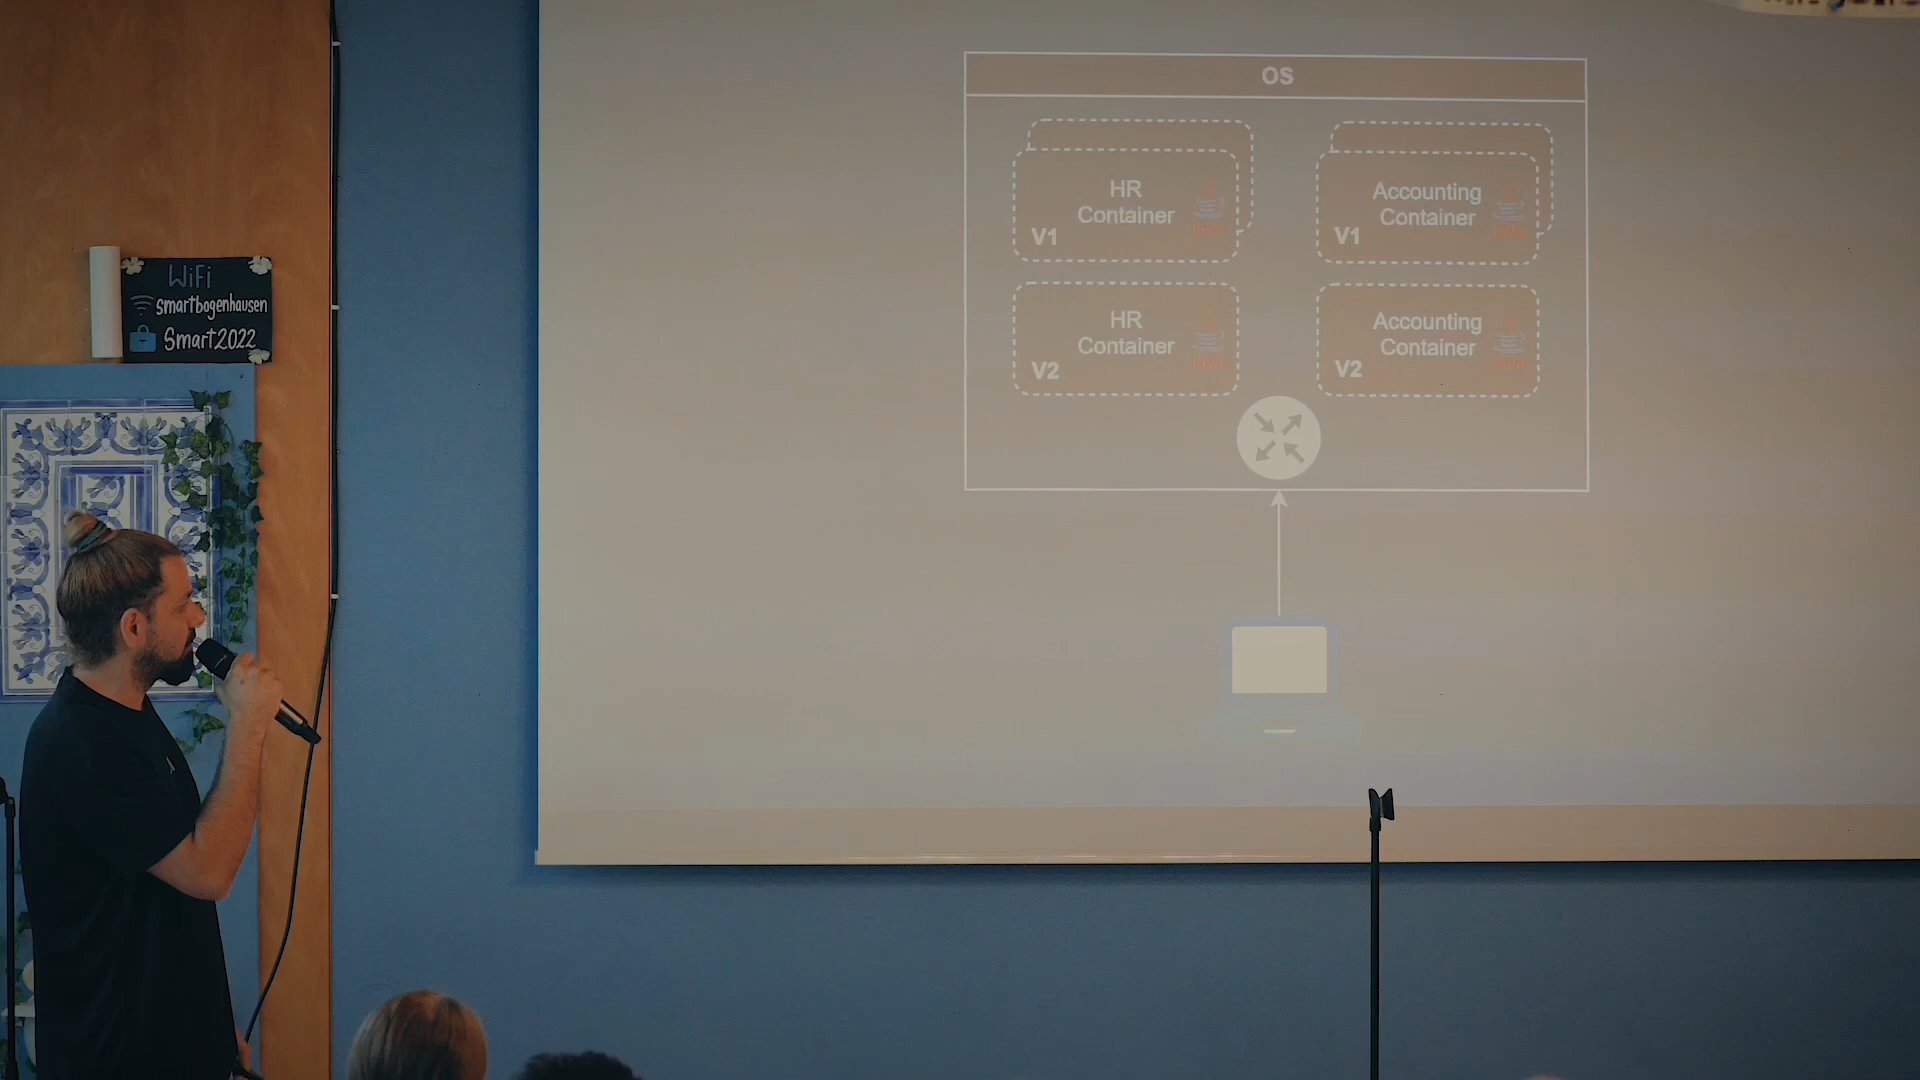 OS
HR
Container
V1
Accounting
Container
V1
HR
Container
V2
Accounting
Container
V2
WiFi
smartbogenhausen
Smart2022